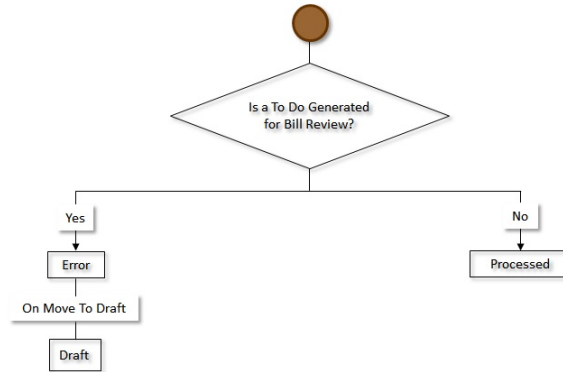 Is a To Do Generated
for Bill Review?
Yes
No
Error
Processed
On Move To Draft
Draft